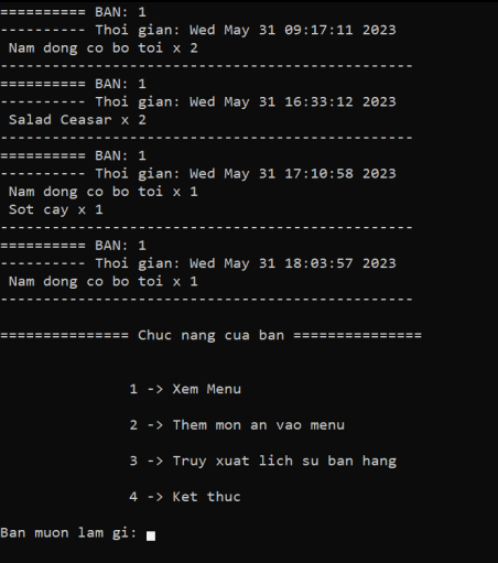 ========== BAN: 1
---------- Thoi gian: Wed May 31 09:17:11 2023
Nam dong co bo toi x 2
------------------------------------------------
========== BAN: 1
---------- Thoi gian: Wed May 31 16:33:12 2023
Salad Ceasar x 2
------------------------------------------------
========== BAN: 1
---------- Thoi gian: Wed May 31 17:10:58 2023
Nam dong co bo toi x 1
Sot cay x 1
------------------------------------------------
========== BAN: 1
---------- Thoi gian: Wed May 31 18:03:57 2023
Nam dong co bo toi x 1
------------------------------------------------
=============== Chuc nang cua ban ===============
1 -> Xem Menu
2 -> Them mon an vao menu
3 -> Truy xuat lich su ban hang
4 -> Ket thuc
Ban muon lam gi: